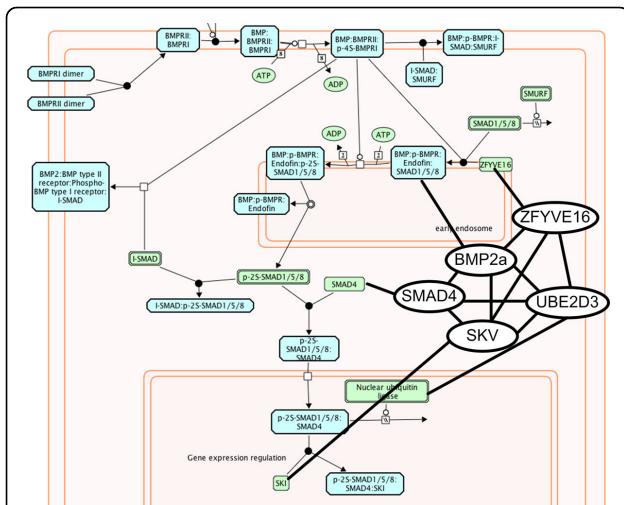 BMPRII:
BMPRI
BMP:
BMPRII:
BMPRI
BMP:BMPRII:
p-4S-BMPRI
BMP:p-BMPR:I-
SMAD:SMURF
8
8
ATP
ADP
I-SMAD:
SMURF
BMPRI dimer
BMPRII dimer
SMURF
SMAD1/5/8
ADP
ATP
2
2
BMP:p-BMPR:
Endofin:p-2S-
SMAD1/5/8
BMP:p-BMPR:
Endofin:
SMAD1/5/8
ZFYVE16
BMP2:BMP type II
receptor:Phospho-
BMP type I receptor:
I-SMAD
BMP:p-BMPR:
Endofin
early endosome
ZFYVE16
BMP2a
I-SMAD
p-2S-SMAD1/5/8
SMAD4
SMAD4
UBE2D3
I-SMAD:p-2S-SMAD1/5/8
SKV
p-2S-
SMAD1/5/8:
SMAD4
Nuclear ubiquitin
ligase
p-2S-SMAD1/5/8:
SMAD4
Gene expression regulation
SKI
p-2S-SMAD1/5/8:
SMAD4:SKI